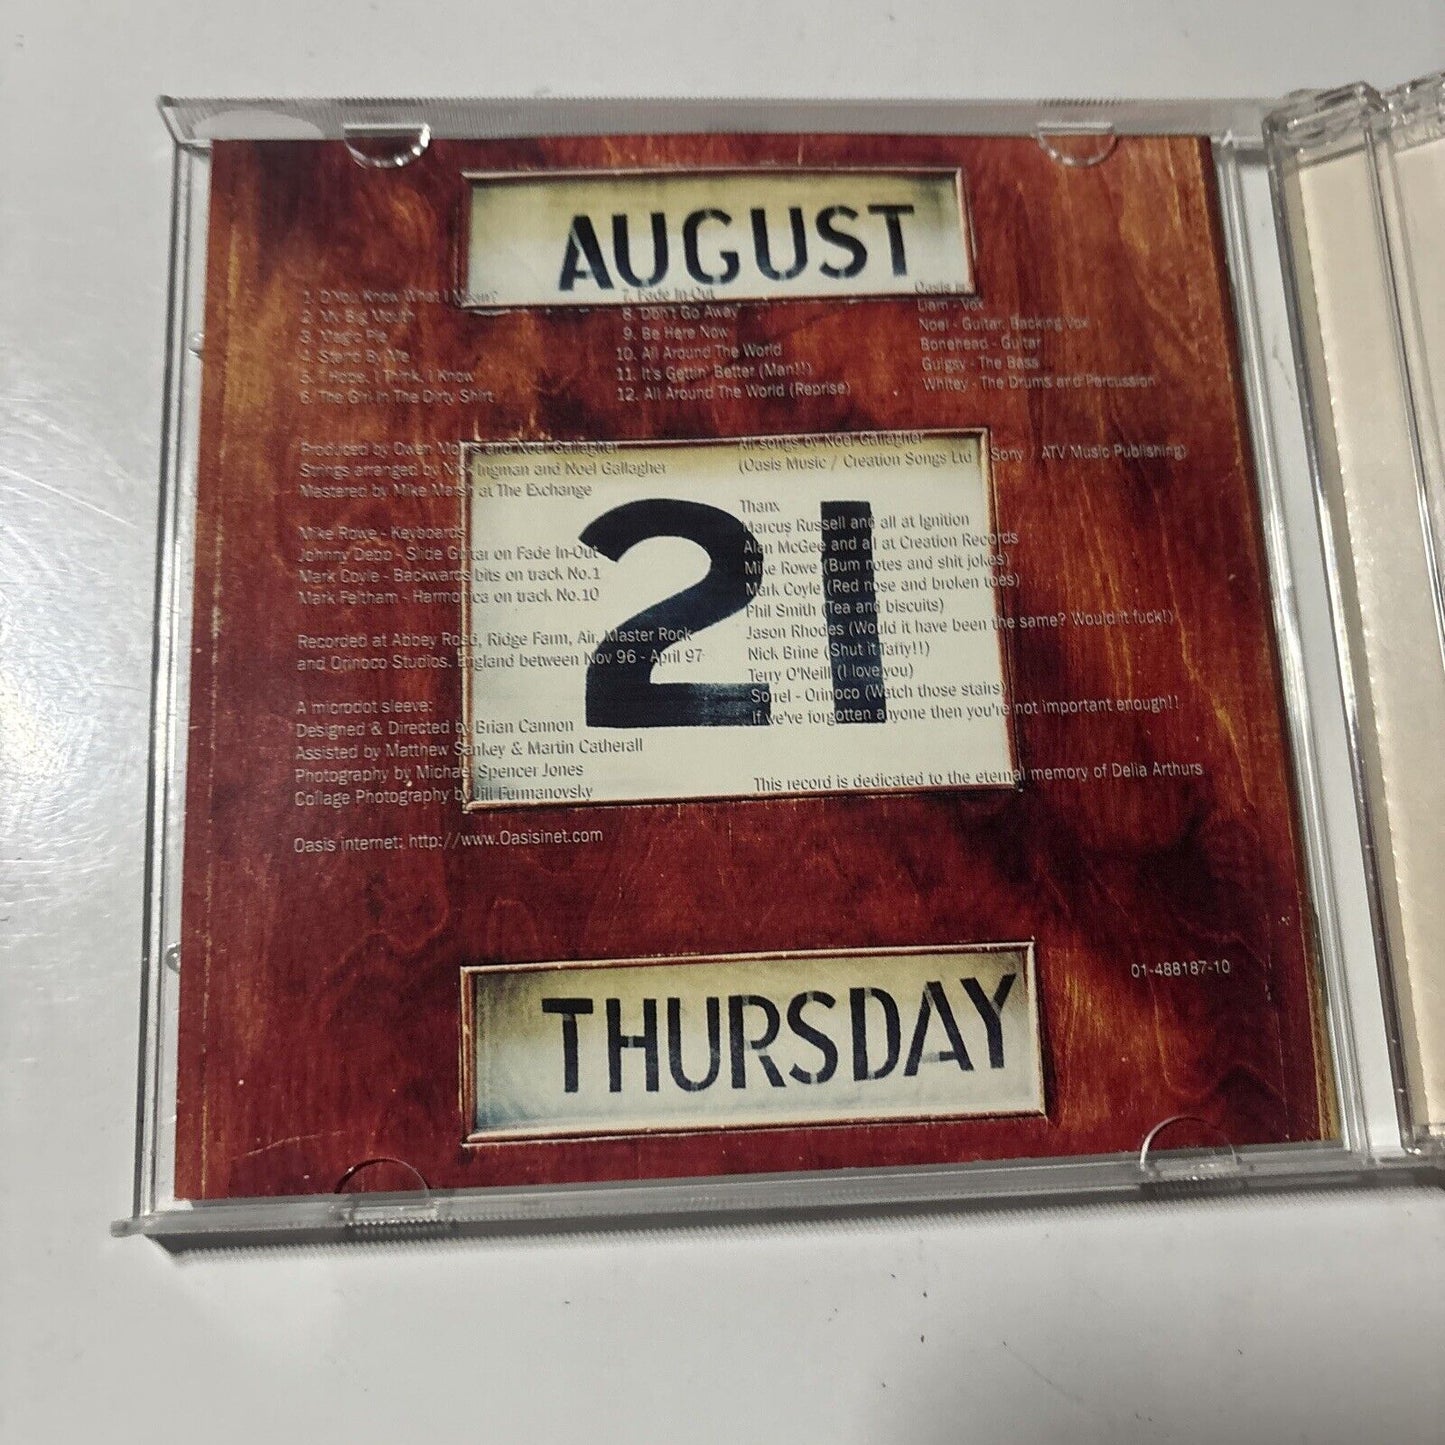 AUGUST
1. D'You Know What I Mean?
2. My Big Mouth
3. Magic Pie
4. Stand By Me
5. I Hope, I Think, I Know
6. The Girl In The Dirty Shirt
7. Fade In-Out
8. Don't Go Away
9. Be Here Now
10. All Around The World
11. It's Gettin' Better (Man!!)
12. All Around The World (Reprise)
Oasis is
Liam - Vox
Noel - Guitar, Backing Vox
Bonehead - Guitar
Guigsy - The Bass
Whitey - The Drums and Percussion
Produced by Owen Morris and Noel Gallagher
Strings arranged by Nick Ingman and Noel Gallagher
Mastered by Mike Marsh at The Exchange
Mike Rowe - Keyboards
Johnny Depp - Slide Guitar on Fade In-Out
Mark Coyle - Backwards bits on track No.1
Mark Feltham - Harmonica on track No.10
Recorded at Abbey Road, Ridge Farm, Air, Master Rock
and Orinoco Studios. England between Nov 96 - April 97
A microdot sleeve:
Designed & Directed by Brian Cannon
Assisted by Matthew Sankey & Martin Catherall
Photography by Michael Spencer Jones
Collage Photography by Jill Furmanovsky
Oasis internet: http://www.Oasisinet.com
All songs by Noel Gallagher
(Oasis Music / Creation Songs Ltd / Sony / ATV Music Publishing)
Thanx
Marcus Russell and all at Ignition
Alan McGee and all at Creation Records
Mike Rowe (Bum notes and shit jokes)
Mark Coyle (Red nose and broken toes)
Phil Smith (Tea and biscuits)
Jason Rhodes (Would it have been the same? Would it fuck!)
Nick Brine (Shut it Taffy!!)
Terry O'Neill (I love you)
Sorrel - Orinoco (Watch those stairs)
If we've forgotten anyone then you're not important enough!!
This record is dedicated to the eternal memory of Delia Arthurs
21
01-488187-10
THURSDAY